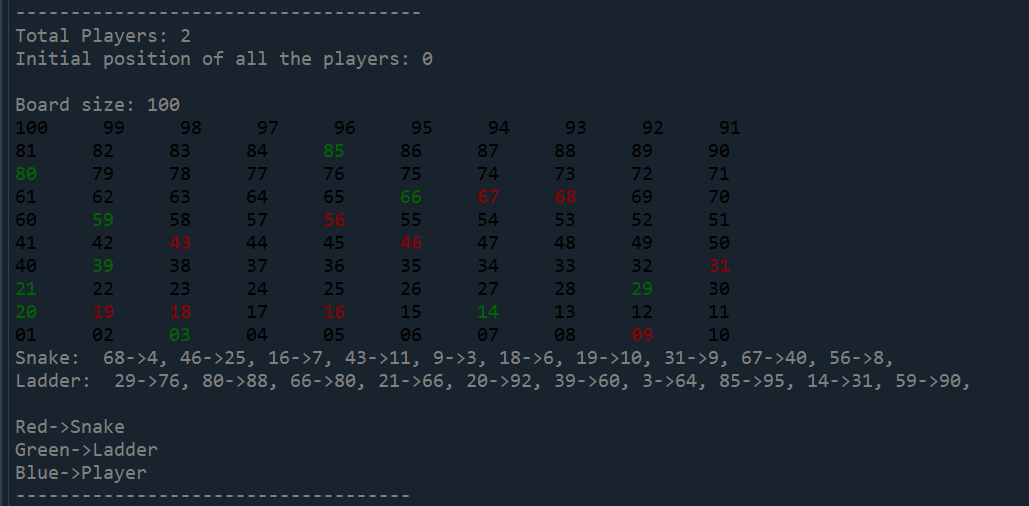 -------------------------------------
Total Players: 2
Initial position of all the players: 0
Board size: 100
100 99 98 97 96 95 94 93 92 91
81 82 83 84 85 86 87 88 89 90
80 79 78 77 76 75 74 73 72 71
61 62 63 64 65 66 67 68 69 70
60 59 58 57 56 55 54 53 52 51
41 42 43 44 45 46 47 48 49 50
40 39 38 37 36 35 34 33 32 31
21 22 23 24 25 26 27 28 29 30
20 19 18 17 16 15 14 13 12 11
01 02 03 04 05 06 07 08 09 10
Snake:  68->4, 46->25, 16->7, 43->11, 9->3, 18->6, 19->10, 31->9, 67->40, 56->8,
Ladder:  29->76, 80->88, 66->80, 21->66, 20->92, 39->60, 3->64, 85->95, 14->31, 59->90,
Red->Snake
Green->Ladder
Blue->Player
------------------------------------